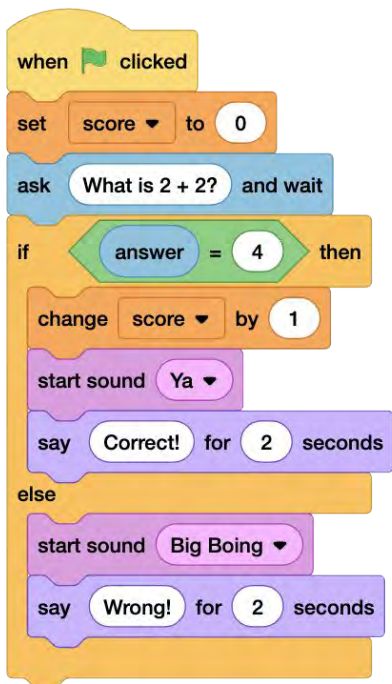 when clicked
set score to 0
ask What is 2 + 2? and wait
if answer = 4 then
change score by 1
start sound Ya
say Correct! for 2 seconds
else
start sound Big Boing
say Wrong! for 2 seconds